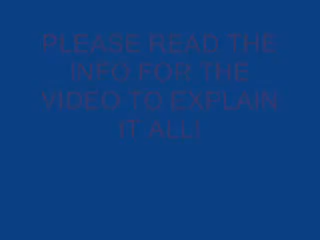 PLEASE READ THE
INFO FOR THE
VIDEO TO EXPLAIN
IT ALL!